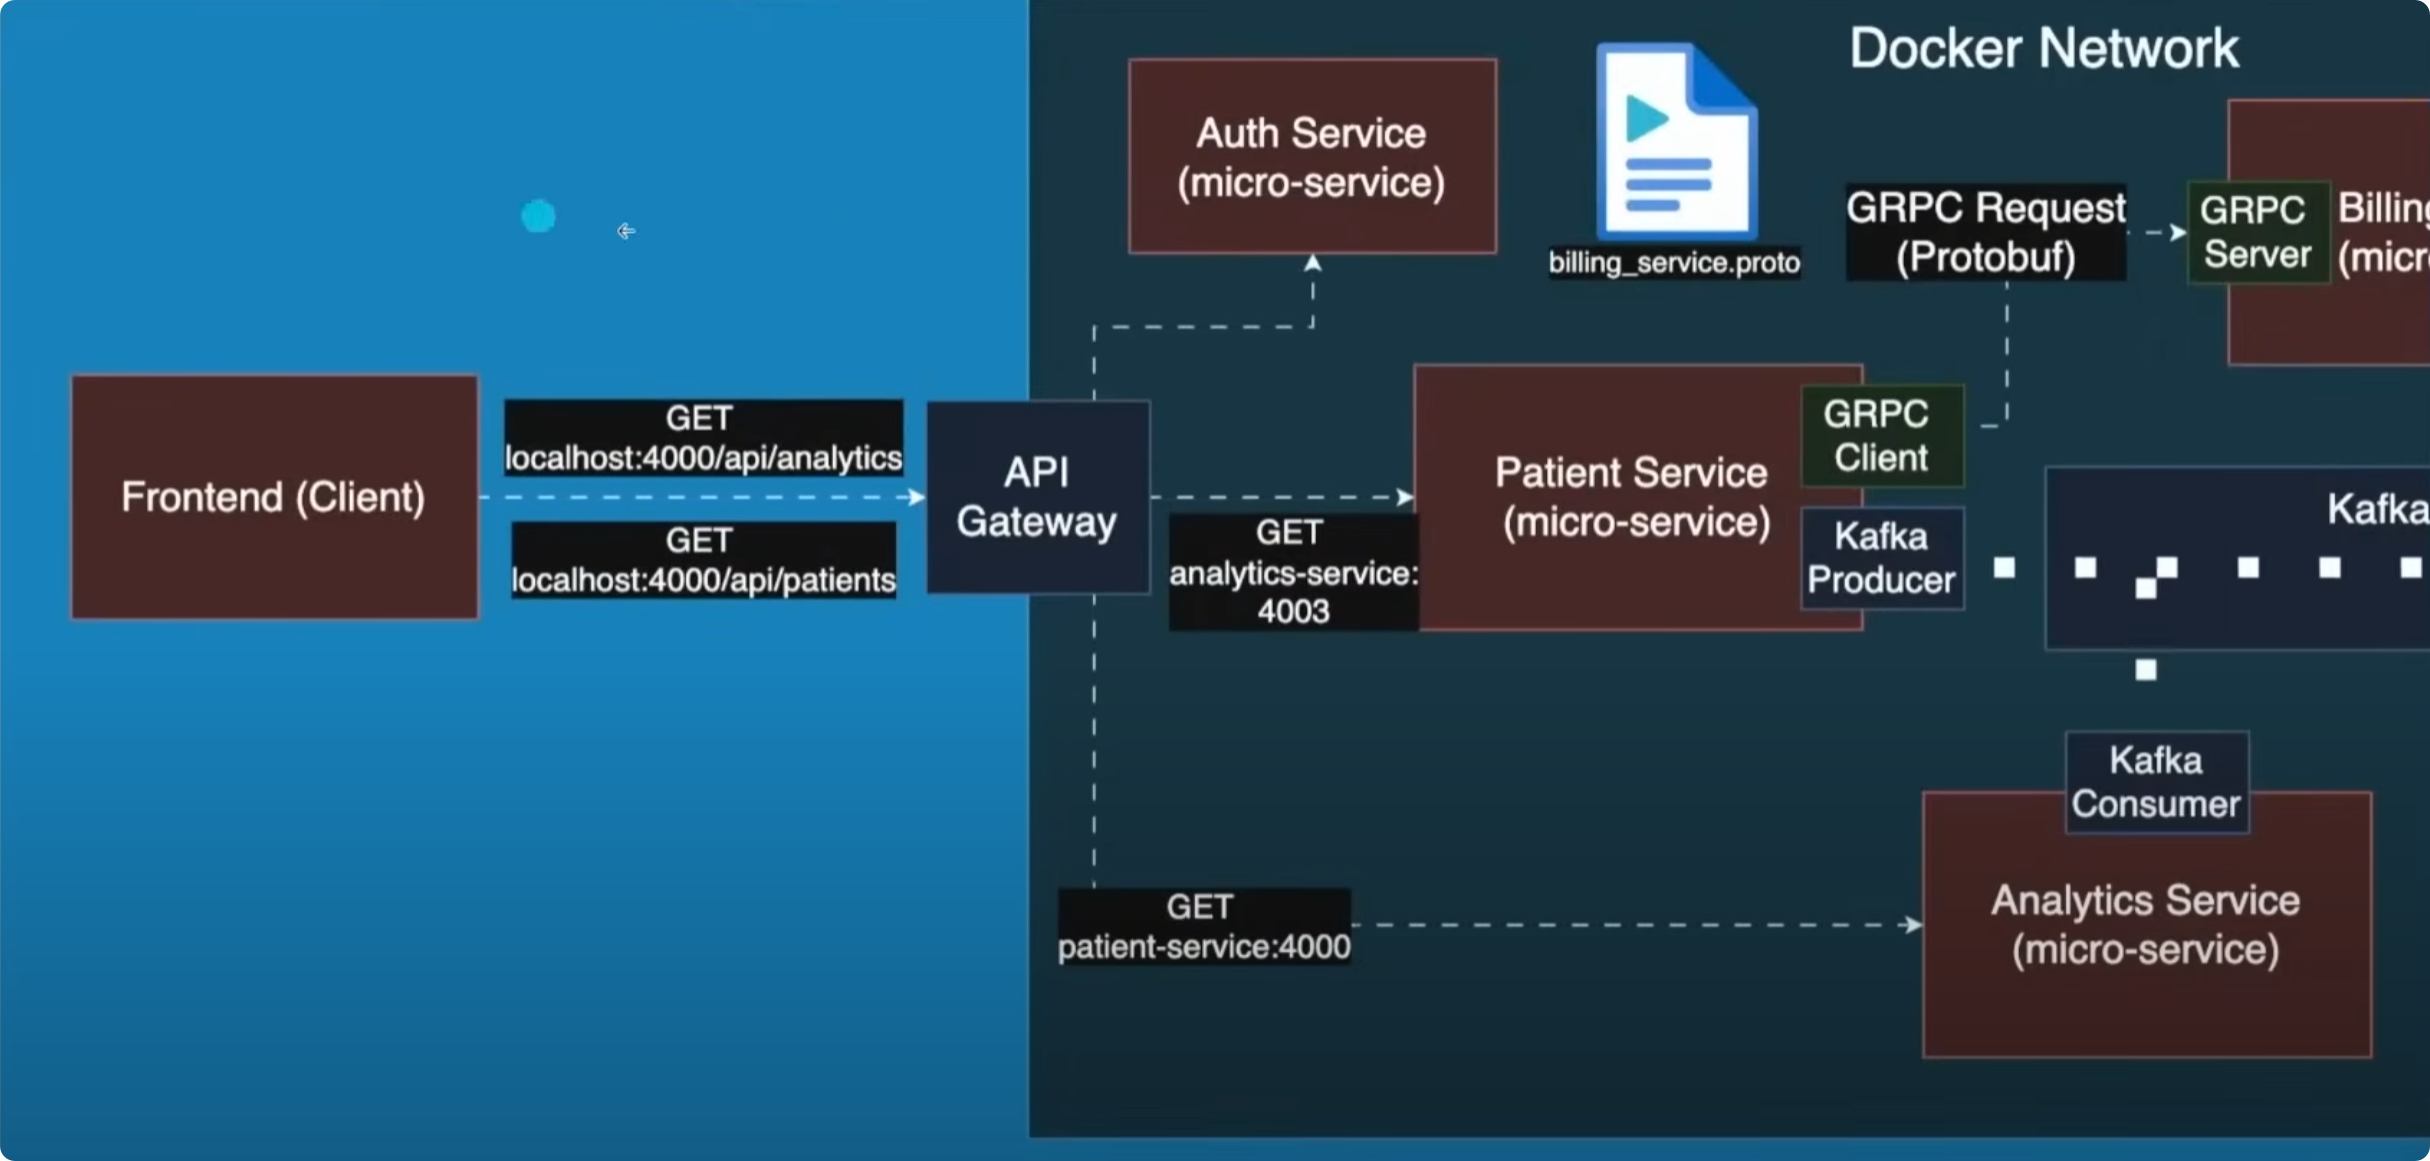 Docker Network
Auth Service
(micro-service)
billing_service.proto
GRPC Request
(Protobuf)
GRPC
Server
Frontend (Client)
GET
localhost:4000/api/analytics
GET
localhost:4000/api/patients
API
Gateway
GET
analytics-service:
4003
Patient Service
(micro-service)
GRPC
Client
Kafka
Producer
Kafka
Kafka
Consumer
GET
patient-service:4000
Analytics Service
(micro-service)